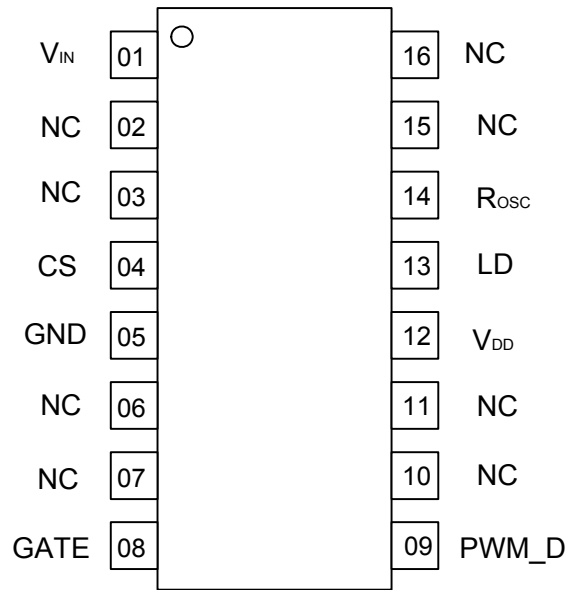 VIN 01 16 NC
NC 02 15 NC
NC 03 14 ROSC
CS 04 13 LD
GND 05 12 VDD
NC 06 11 NC
NC 07 10 NC
GATE 08 09 PWM_D